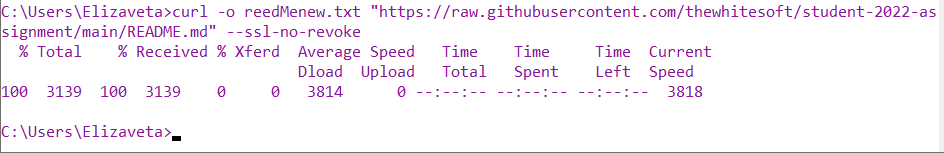 C:\Users\Elizaveta>curl -o reedMenew.txt "https://raw.githubusercontent.com/thewhitesoft/student-2022-as
signment/main/README.md" --ssl-no-revoke
  % Total    % Received % Xferd  Average Speed   Time    Time     Time  Current
                                 Dload  Upload   Total   Spent    Left  Speed
100  3139  100  3139    0     0   3814      0 --:--:-- --:--:-- --:--:--  3818
C:\Users\Elizaveta>